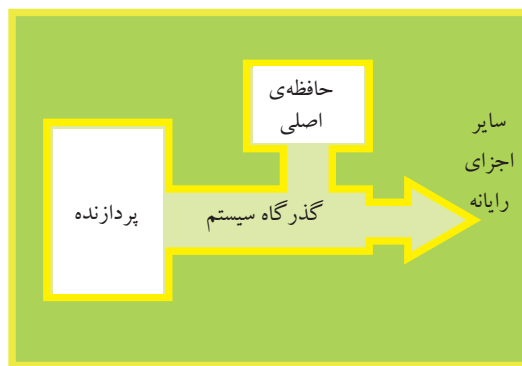 حافظه‌ی
اصلی
سایر
اجزای
رایانه
گذرگاه سیستم
پردازنده